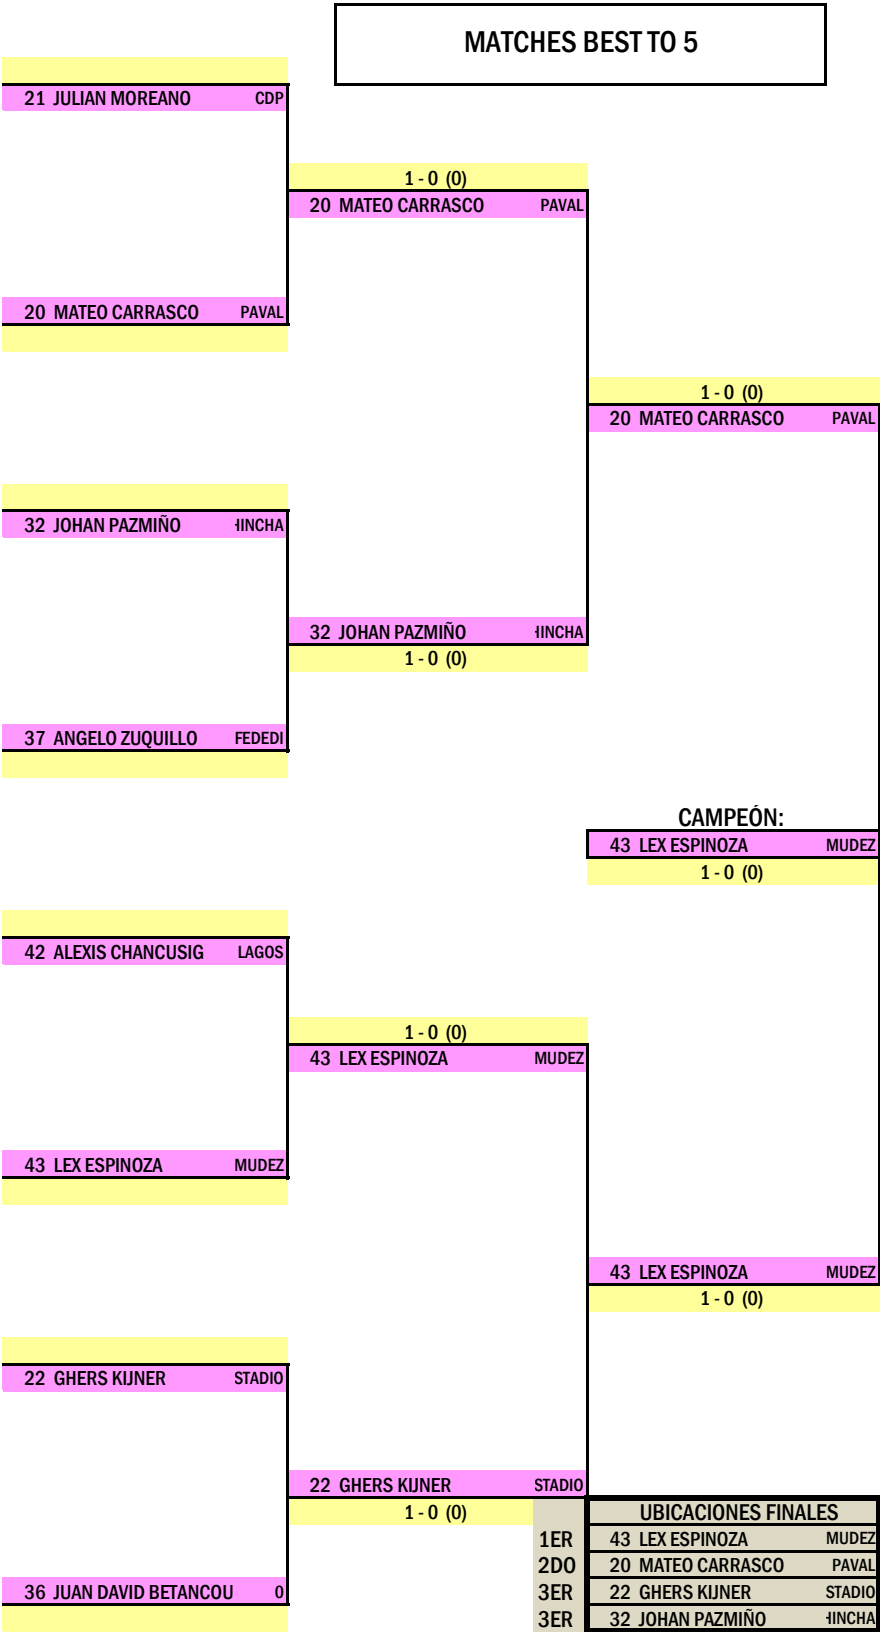 MATCHES BEST TO 5
21 JULIAN MOREANO CDP
1 - 0 (0)
20 MATEO CARRASCO PAVAL
20 MATEO CARRASCO PAVAL
1 - 0 (0)
20 MATEO CARRASCO PAVAL
32 JOHAN PAZMIÑO HINCHA
32 JOHAN PAZMIÑO HINCHA
1 - 0 (0)
37 ANGELO ZUQUILLO FEDEDI
CAMPEÓN:
43 LEX ESPINOZA MUDEZ
1 - 0 (0)
42 ALEXIS CHANCUSIG LAGOS
1 - 0 (0)
43 LEX ESPINOZA MUDEZ
43 LEX ESPINOZA MUDEZ
43 LEX ESPINOZA MUDEZ
1 - 0 (0)
22 GHERS KIJNER STADIO
22 GHERS KIJNER STADIO
1 - 0 (0)
UBICACIONES FINALES
1ER 43 LEX ESPINOZA MUDEZ
2DO 20 MATEO CARRASCO PAVAL
36 JUAN DAVID BETANCOU 0
3ER 22 GHERS KIJNER STADIO
3ER 32 JOHAN PAZMIÑO HINCHA